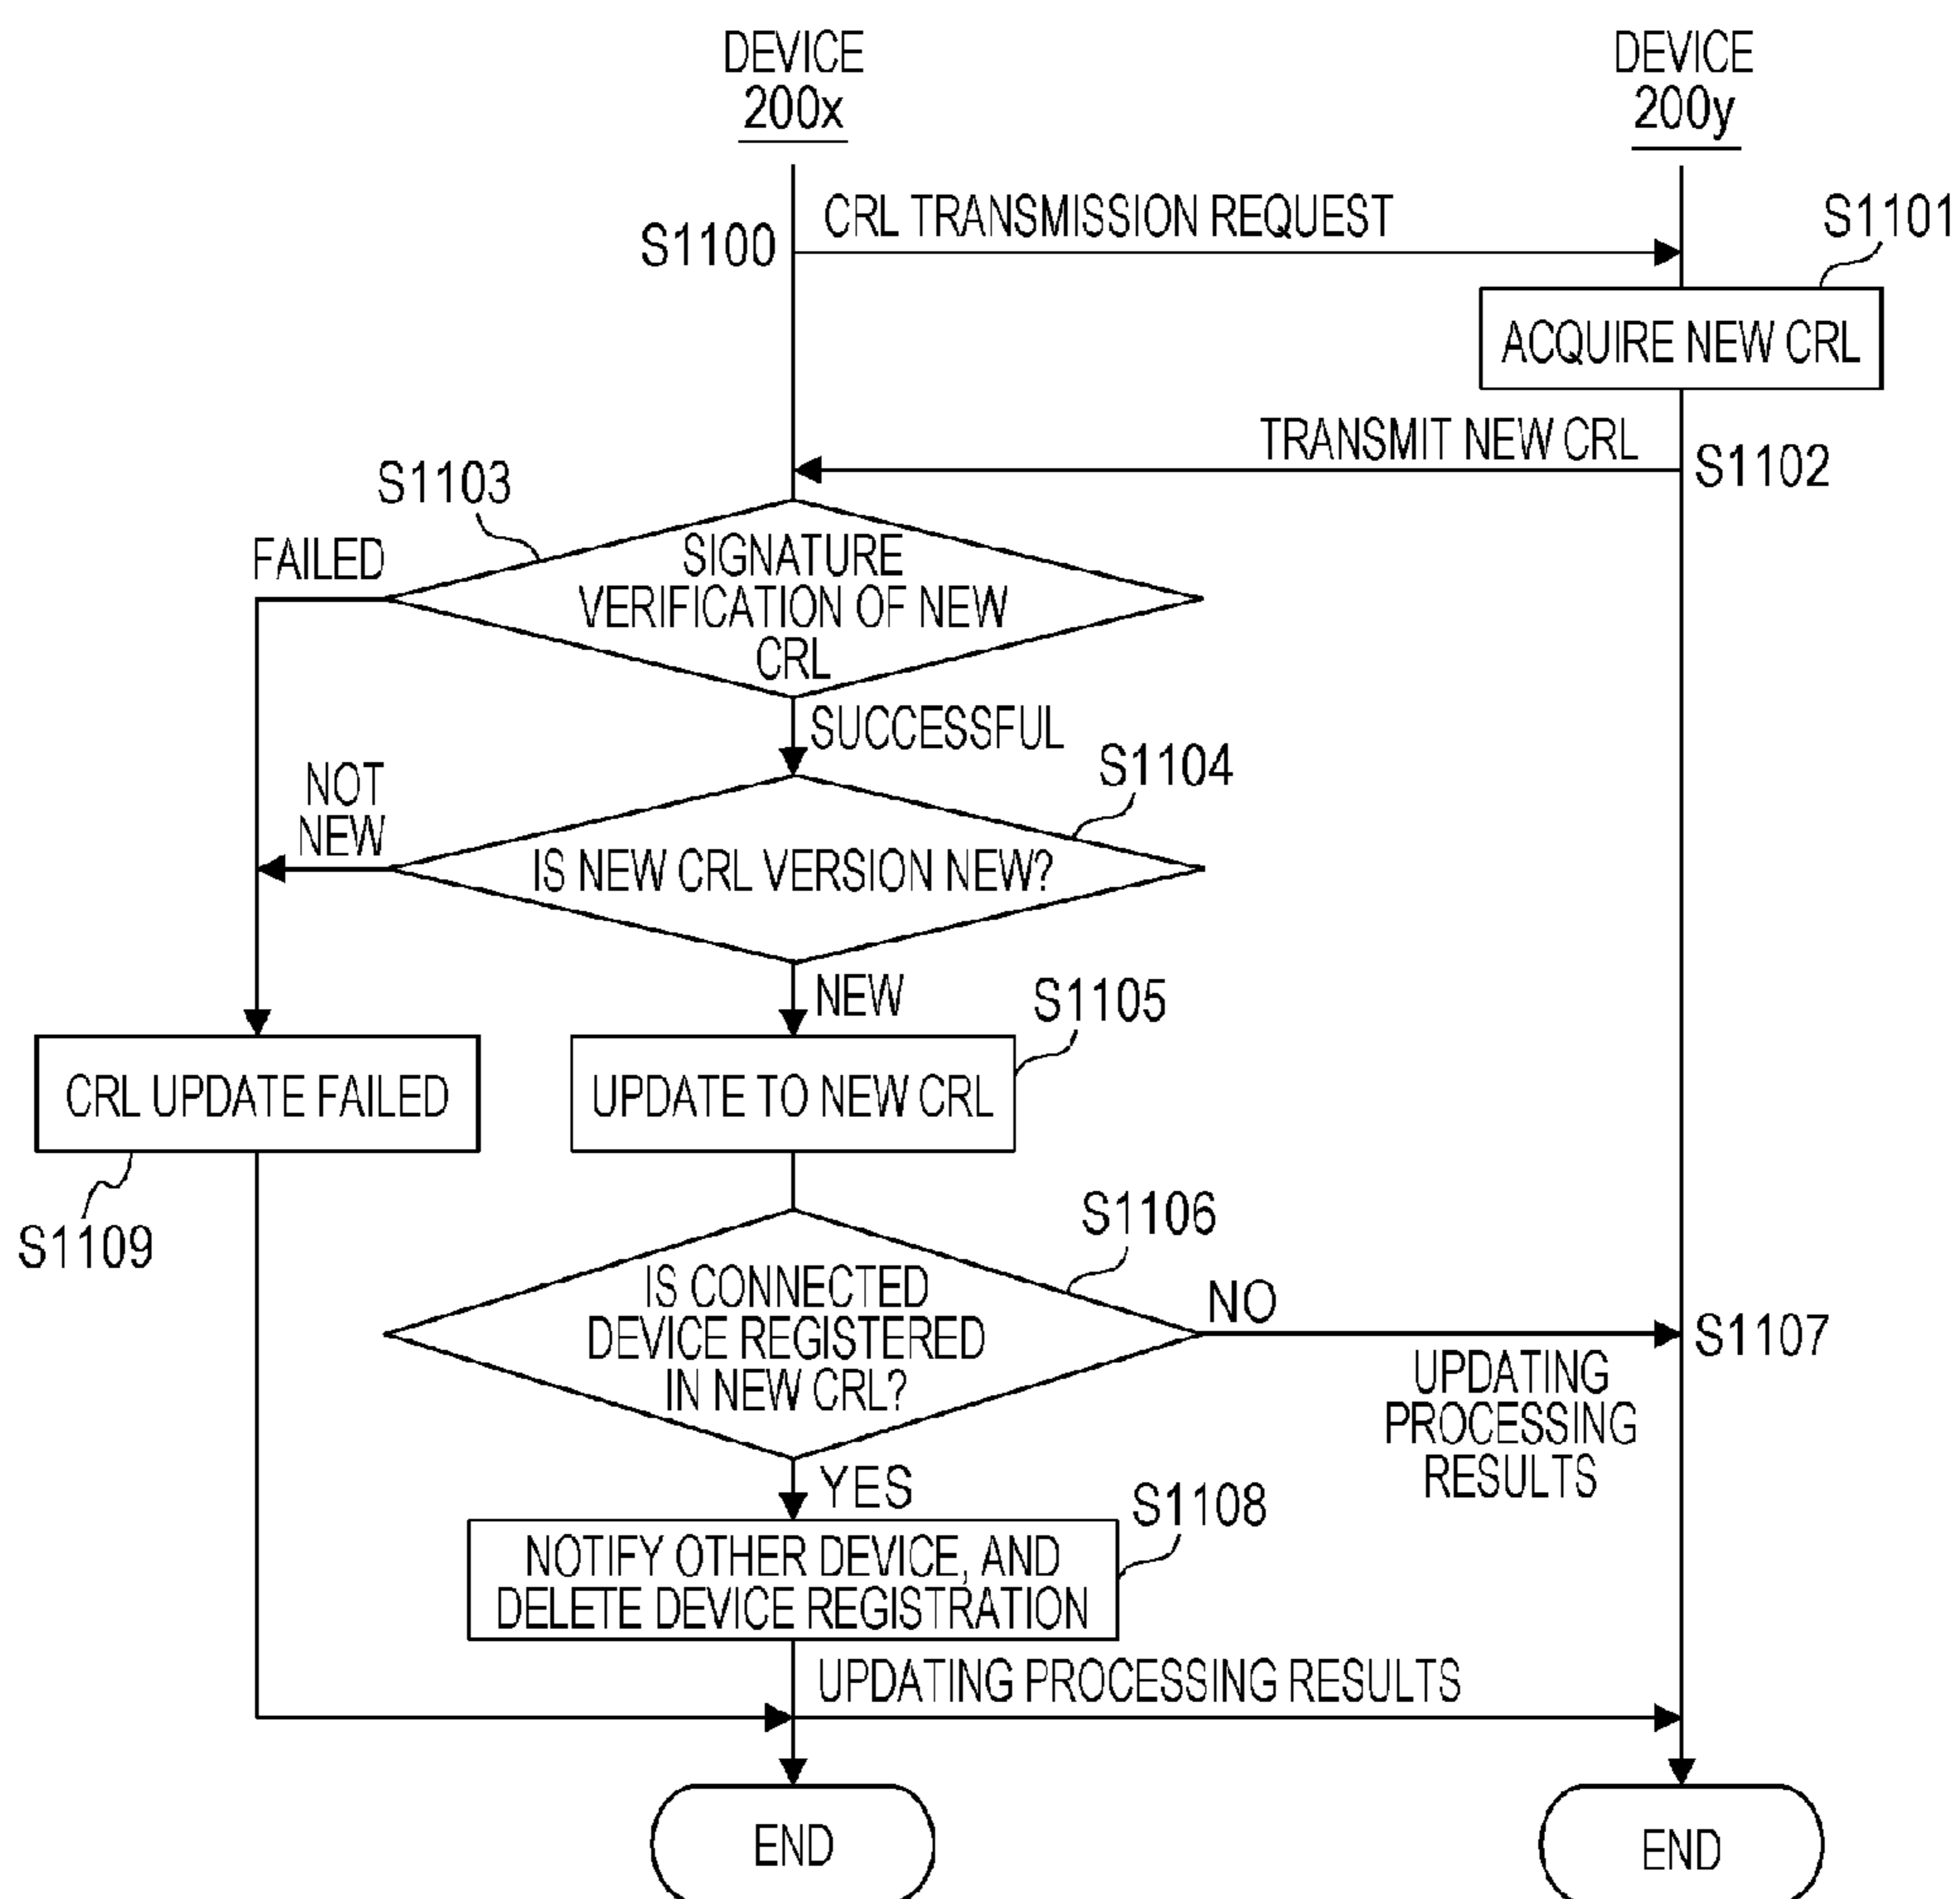 DEVICE
200x
DEVICE
200y
S1100
CRL TRANSMISSION REQUEST
S1101
ACQUIRE NEW CRL
TRANSMIT NEW CRL
S1102
S1103
FAILED
SIGNATURE
VERIFICATION OF NEW
CRL
SUCCESSFUL
S1104
NOT
NEW
IS NEW CRL VERSION NEW?
NEW
S1105
CRL UPDATE FAILED
UPDATE TO NEW CRL
S1109
S1106
IS CONNECTED
DEVICE REGISTERED
IN NEW CRL?
NO
S1107
UPDATING
PROCESSING
RESULTS
YES
S1108
NOTIFY OTHER DEVICE, AND
DELETE DEVICE REGISTRATION
UPDATING PROCESSING RESULTS
END
END